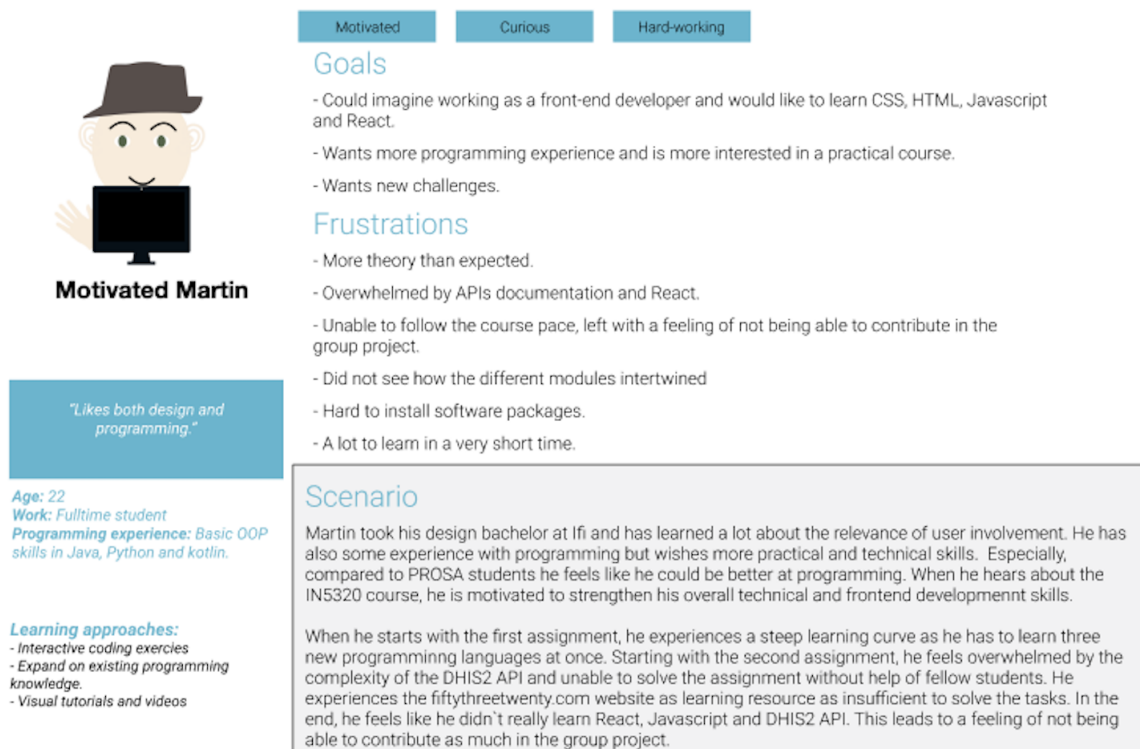 Motivated
Curious
Hard-working
Goals
- Could imagine working as a front-end developer and would like to learn CSS, HTML, Javascript
and React.
- Wants more programming experience and is more interested in a practical course.
- Wants new challenges.
Frustrations
- More theory than expected.
- Overwhelmed by APIs documentation and React.
- Unable to follow the course pace, left with a feeling of not being able to contribute in the
group project.
- Did not see how the different modules intertwined
- Hard to install software packages.
- A lot to learn in a very short time.
Motivated Martin
“Likes both design and
programming.”
Age: 22
Work: Fulltime student
Programming experience: Basic OOP
skills in Java, Python and kotlin.
Learning approaches:
- Interactive coding exercies
- Expand on existing programming
knowledge.
- Visual tutorials and videos
Scenario
Martin took his design bachelor at Ifi and has learned a lot about the relevance of user involvement. He has
also some experience with programming but wishes more practical and technical skills.  Especially,
compared to PROSA students he feels like he could be better at programming. When he hears about the
IN5320 course, he is motivated to strengthen his overall technical and frontend developmennt skills.
When he starts with the first assignment, he experiences a steep learning curve as he has to learn three
new programminng languages at once. Starting with the second assignment, he feels overwhelmed by the
complexity of the DHIS2 API and unable to solve the assignment without help of fellow students. He
experiences the fiftythreetwenty.com website as learning resource as insufficient to solve the tasks. In the
end, he feels like he didn`t really learn React, Javascript and DHIS2 API. This leads to a feeling of not being
able to contribute as much in the group project.